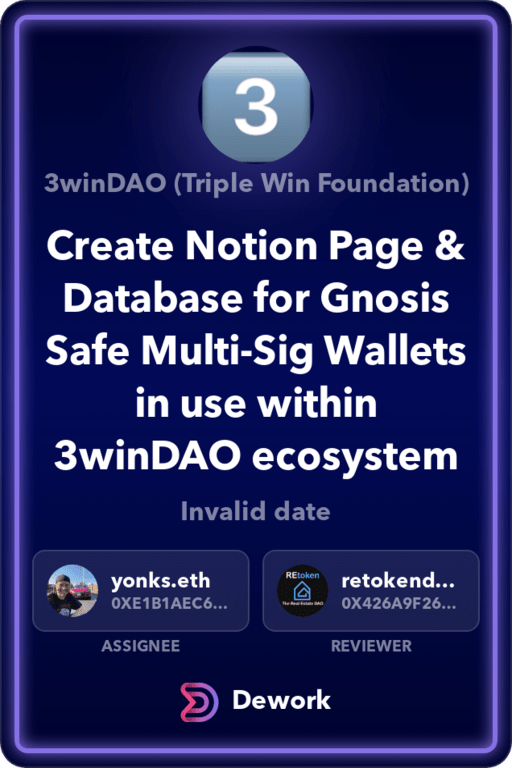 3
3winDAO (Triple Win Foundation)
Create Notion Page &
Database for Gnosis
Safe Multi-Sig Wallets
in use within
3winDAO ecosystem
Invalid date
yonks.eth
0XE1B1AEC6...
ASSIGNEE
REtoken
The Real Estate DAO
retokend...
0X426A9F26...
REVIEWER
Dework